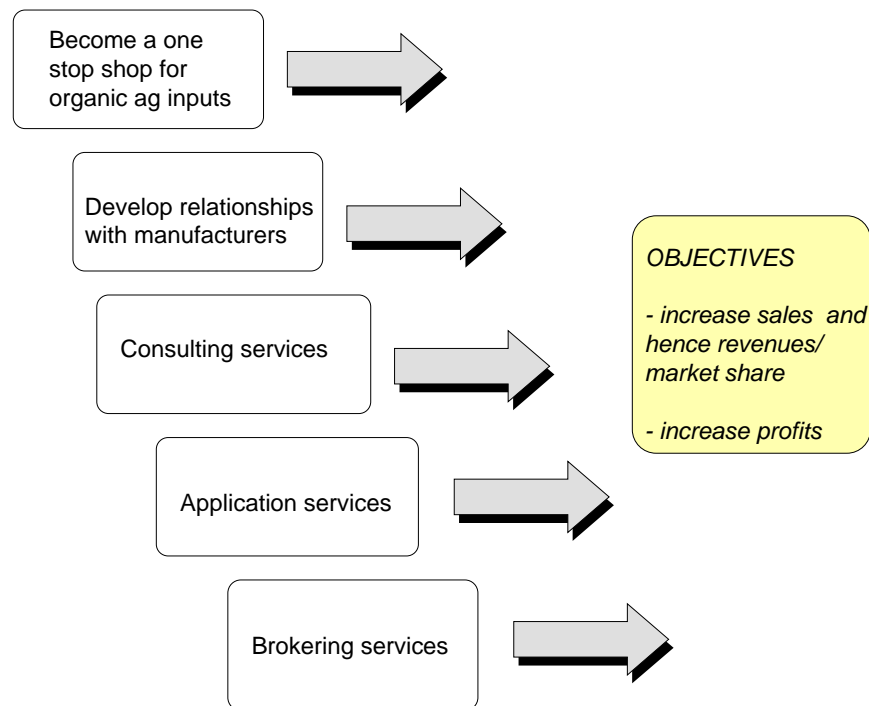 Become a one
stop shop for
organic ag inputs
Develop relationships
with manufacturers
Consulting services
Application services
Brokering services
OBJECTIVES
- increase sales  and
hence revenues/
market share
- increase profits